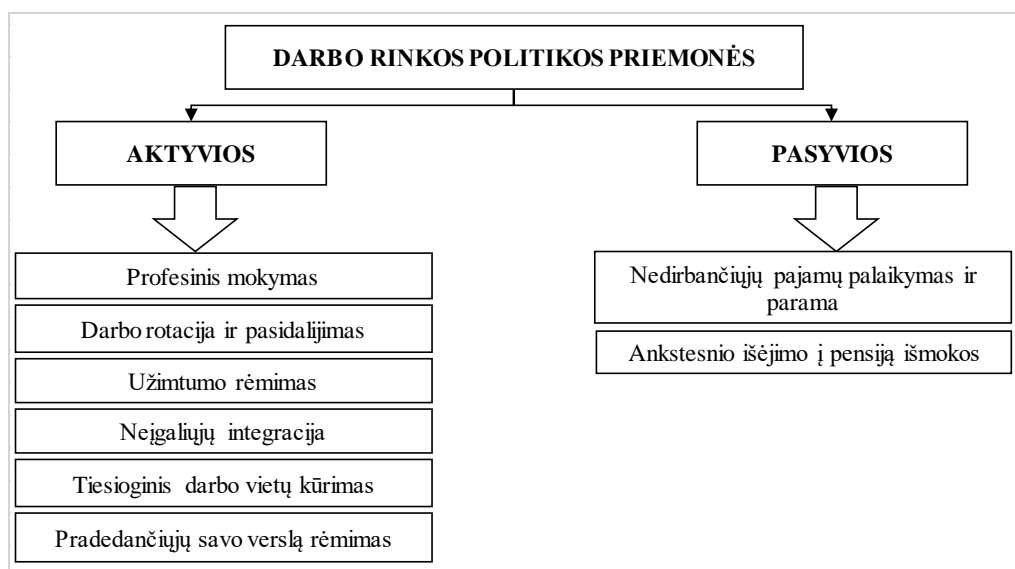 DARBO RINKOS POLITIKOS PRIEMONĖS
AKTYVIOS
Profesinis mokymas
Darbo rotacija ir pasidalijimas
Užimtumo rėmimas
Neįgaliųjų integracija
Tiesioginis darbo vietų kūrimas
Pradedančiųjų savo verslą rėmimas
PASYVIOS
Nedirbančiųjų pajamų palaikymas ir
parama
Ankstesnio išėjimo į pensiją išmokos